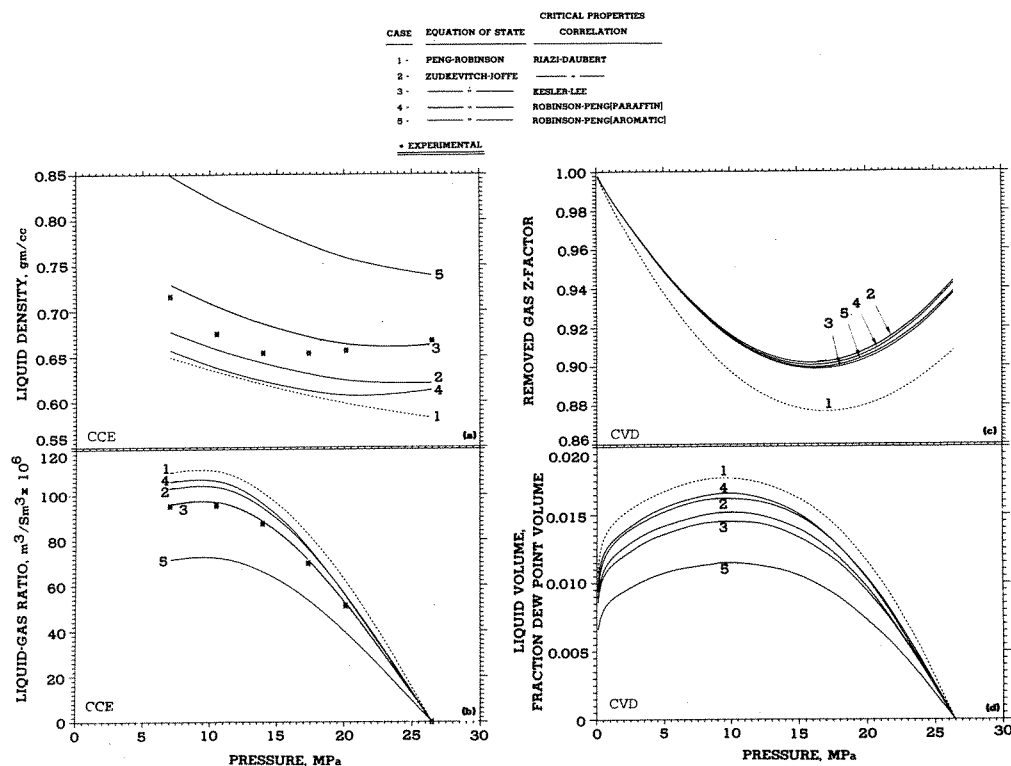 CRITICAL PROPERTIES
CASE EQUATION OF STATE CORRELATION
1 - PENG-ROBINSON RIAZI-DAUBERT
2 - ZUDKEVITCH-JOFFE — " —
3 - — " — KESLER-LEE
4 - — " — ROBINSON-PENG[PARAFFIN]
5 - — " — ROBINSON-PENG[AROMATIC]
* EXPERIMENTAL
LIQUID DENSITY, gm/cc
0.85
0.80
0.75
0.70
0.65
0.60
0.55
5
3
2
4
1
CCE
(a)
REMOVED GAS Z-FACTOR
1.00
0.98
0.96
0.94
0.92
0.90
0.88
0.86
2
4
5
3
1
CVD
(c)
LIQUID-GAS RATIO, m³/Sm³ x 10⁶
120
100
80
60
40
20
0
1
4
2
3
5
CCE
(b)
0 5 10 15 20 25 30
PRESSURE, MPa
LIQUID VOLUME,
FRACTION DEW POINT VOLUME
0.020
0.015
0.010
0.005
0
1
4
2
3
5
CVD
(d)
0 5 10 15 20 25 30
PRESSURE, MPa